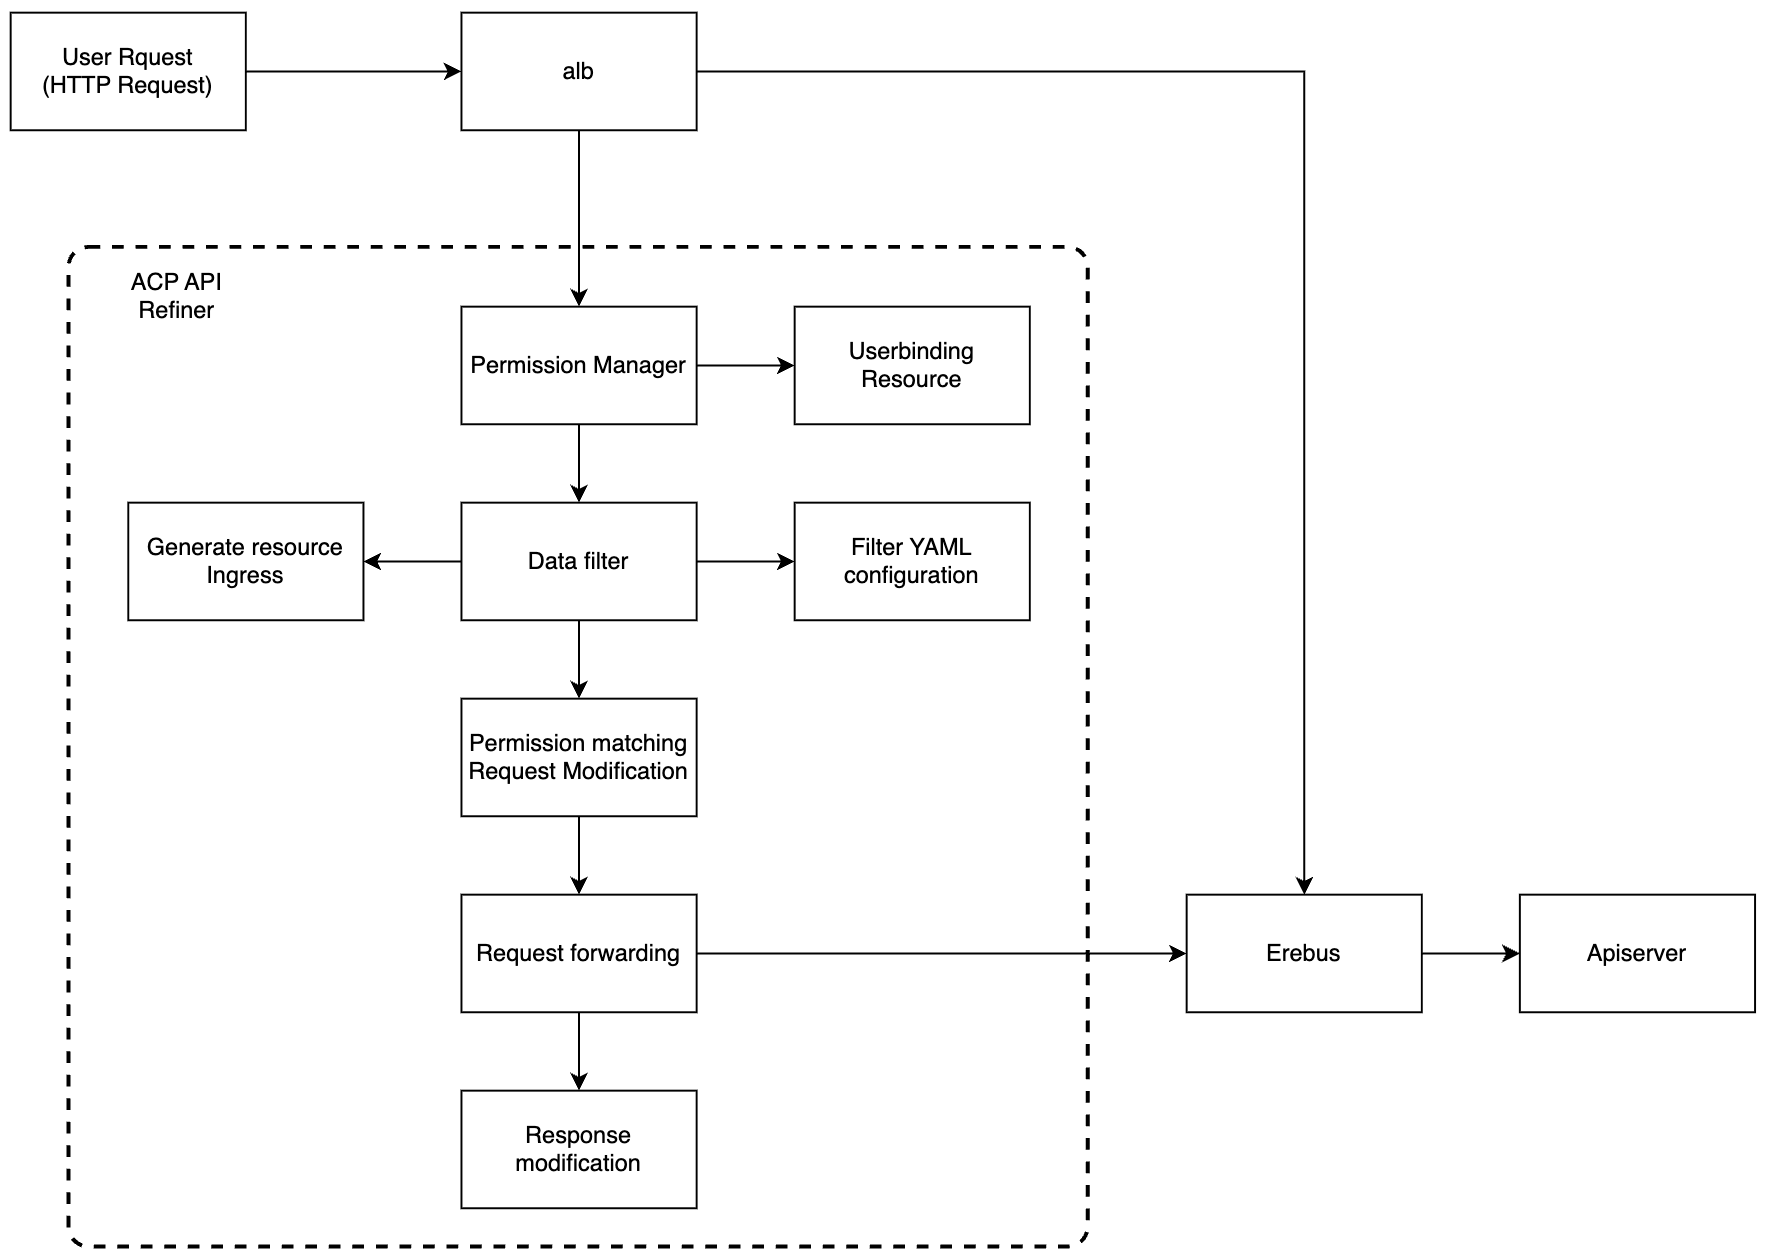 User Rquest
(HTTP Request)
alb
ACP API
Refiner
Permission Manager
Userbinding
Resource
Generate resource
Ingress
Data filter
Filter YAML
configuration
Permission matching
Request Modification
Request forwarding
Erebus
Apiserver
Response
modification